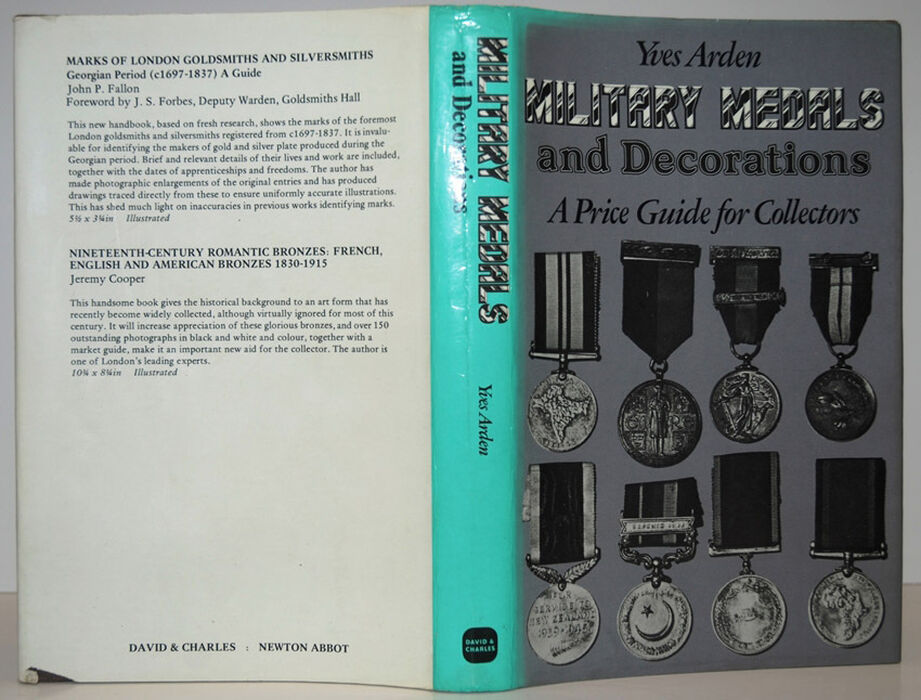 MARKS OF LONDON GOLDSMITHS AND SILVERSMITHS
Georgian Period (c1697-1837) A Guide
John P. Fallon
Foreword by J. S. Forbes, Deputy Warden, Goldsmiths Hall
This new handbook, based on fresh research, shows the marks of the foremost
London goldsmiths and silversmiths registered from c1697-1837. It is invalu-
able for identifying the makers of gold and silver plate produced during the
Georgian period. Brief and relevant details of their lives and work are included,
together with the dates of apprenticeships and freedoms. The author has
made photographic enlargements of the original entries and has produced
drawings traced directly from these to ensure uniformly accurate illustrations.
This has shed much light on inaccuracies in previous works identifying marks.
5½ x 3¾in Illustrated
NINETEENTH-CENTURY ROMANTIC BRONZES: FRENCH,
ENGLISH AND AMERICAN BRONZES 1830-1915
Jeremy Cooper
This handsome book gives the historical background to an art form that has
recently become widely collected, although virtually ignored for most of this
century. It will increase appreciation of these glorious bronzes, and over 150
outstanding photographs in black and white and colour, together with a
market guide, make it an important new aid for the collector. The author is
one of London's leading experts.
10¾ x 8¼in Illustrated
DAVID & CHARLES : NEWTON ABBOT
MILITARY MEDALS
and Decorations
Yves Arden
DAVID &
CHARLES
Yves Arden
MILITARY MEDALS
and Decorations
A Price Guide for Collectors
FOR
SERVICE TO
NEW ZEALAND
1939-1945